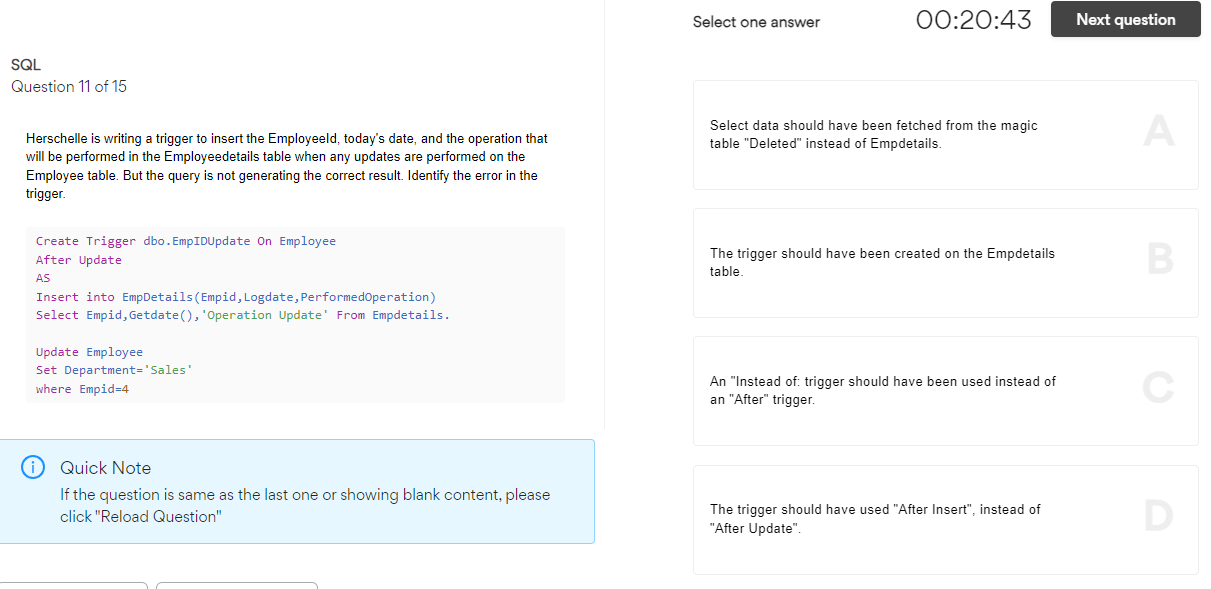 Select one answer
00:20:43
Next question
SQL
Question 11 of 15
Herschelle is writing a trigger to insert the EmployeeId, today's date, and the operation that
will be performed in the Employeedetails table when any updates are performed on the
Employee table. But the query is not generating the correct result. Identify the error in the
trigger.
Create Trigger dbo.EmpIDUpdate On Employee
After Update
AS
Insert into EmpDetails(Empid,Logdate,PerformedOperation)
Select Empid,Getdate(),'Operation Update' From Empdetails.
Update Employee
Set Department='Sales'
where Empid=4
Quick Note
If the question is same as the last one or showing blank content, please
click "Reload Question"
Select data should have been fetched from the magic
table "Deleted" instead of Empdetails.
A
The trigger should have been created on the Empdetails
table.
B
An "Instead of: trigger should have been used instead of
an "After" trigger.
C
The trigger should have used "After Insert", instead of
"After Update".
D